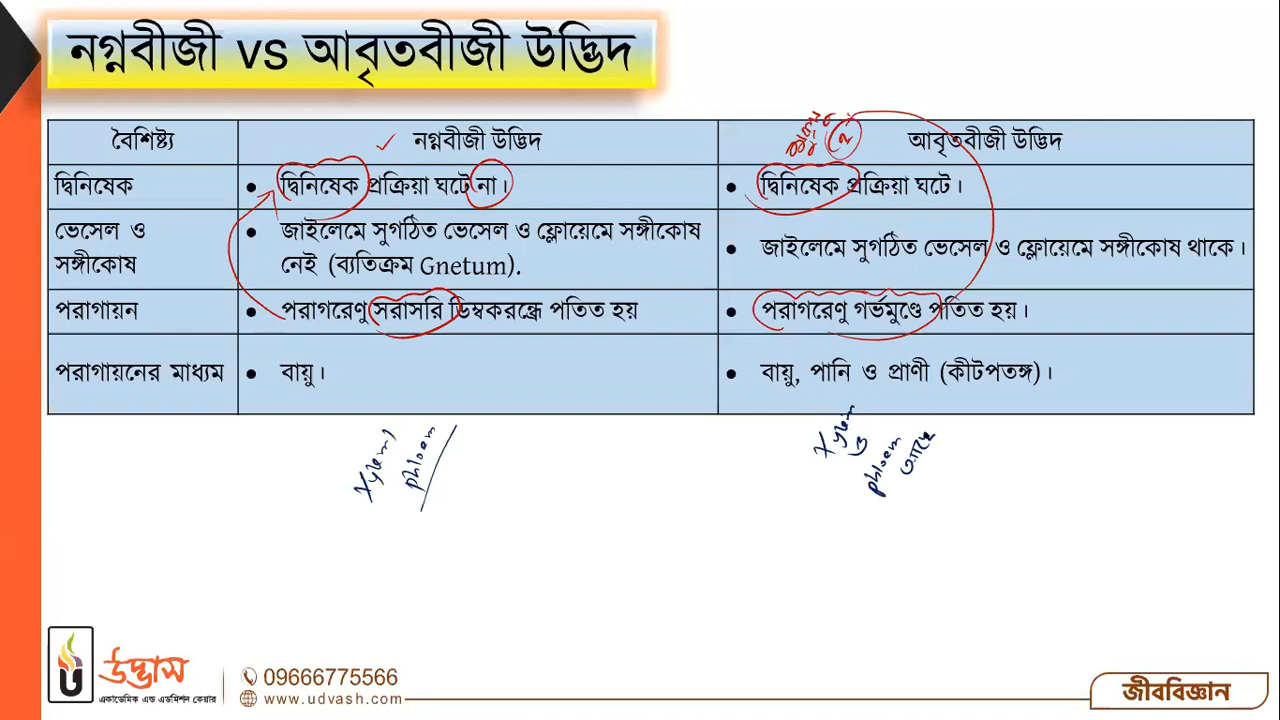 নগ্নবীজী vs আবৃতবীজী উদ্ভিদ
বৈশিষ্ট্য
নগ্নবীজী উদ্ভিদ
আবৃতবীজী উদ্ভিদ
দ্বিনিষেক
• দ্বিনিষেক প্রক্রিয়া ঘটে না।
• দ্বিনিষেক প্রক্রিয়া ঘটে।
ভেসেল ও
সঙ্গীকোষ
• জাইলেমে সুগঠিত ভেসেল ও ফ্লোয়েমে সঙ্গীকোষ
নেই (ব্যতিক্রম Gnetum).
• জাইলেমে সুগঠিত ভেসেল ও ফ্লোয়েমে সঙ্গীকোষ থাকে।
পরাগায়ন
• পরাগরেণু সরাসরি ডিম্বকরন্ধ্রে পতিত হয়
• পরাগরেণু গর্ভমুণ্ডে পতিত হয়।
পরাগায়নের মাধ্যম
• বায়ু।
• বায়ু, পানি ও প্রাণী (কীটপতঙ্গ)।
Xylem
phloem
Xylem
ও
phloem
আছে
উদ্ভাস
একাডেমিক এন্ড এডমিশন কেয়ার
09666775566
www.udvash.com
জীববিজ্ঞান